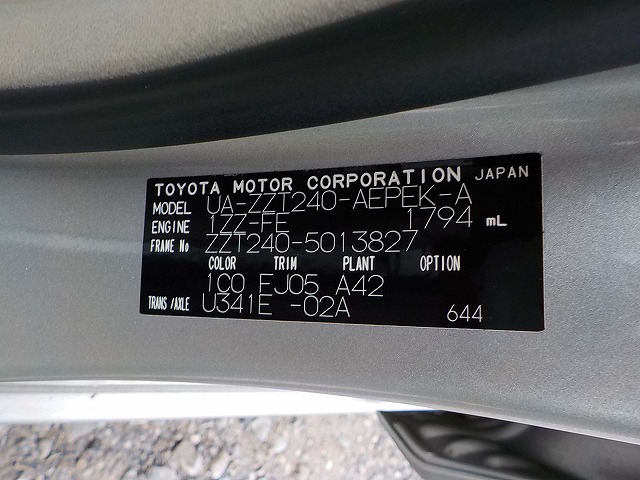 TOYOTA MOTOR CORPORATION JAPAN
MODEL UA-ZZT240-AEPEK-A
ENGINE 1ZZ-FE 1794 mL
FRAME No ZZT240-5013827
COLOR TRIM PLANT OPTION
1C0 FJ05 A42
TRANS/AXLE U341E -02A
644